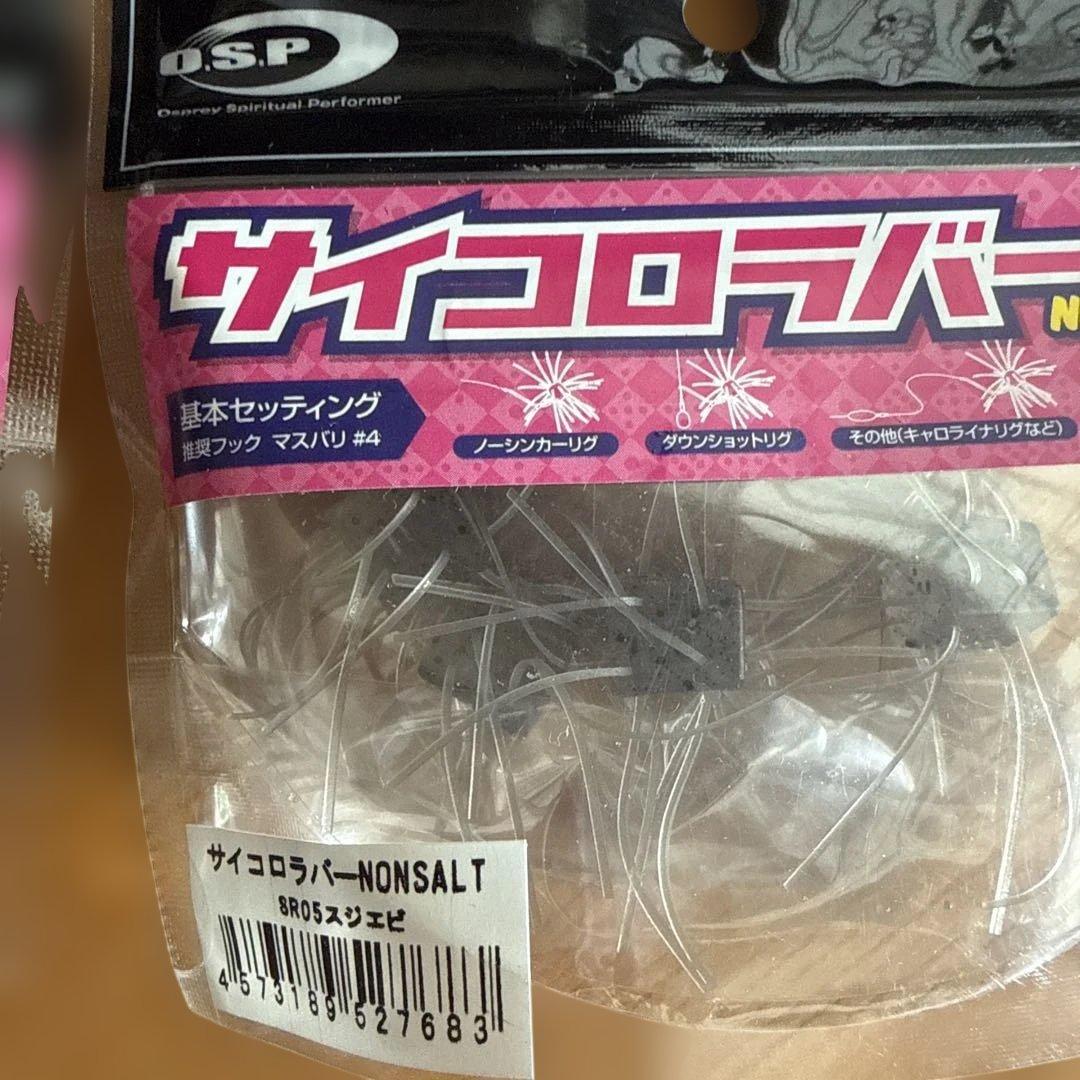 O.S.P
Osprey Spiritual Performer
サイコロラバー
N
基本セッティング
推奨フック マスバリ #4
ノーシンカーリグ
ダウンショットリグ
その他(キャロライナリグなど)
サイコロラバーNONSALT
SR05スジエビ
4573189527683